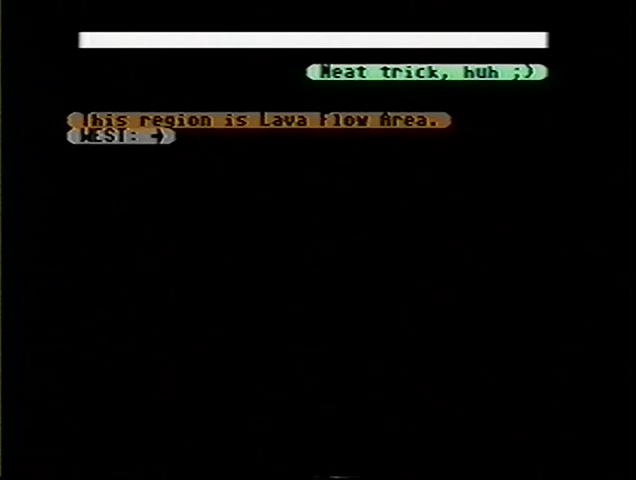 Neat trick, huh ;)
This region is Lava Flow Area.
WEST: →